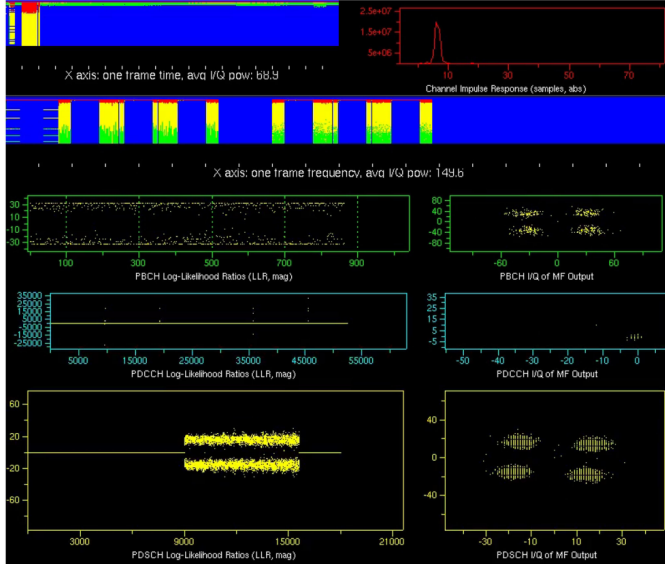 2.5e+07
1.5e+07
5e+06
10 30 50 70
X axis: one frame time, avg I/Q pow: 68.9
Channel Impulse Response (samples, abs)
X axis: one frame frequency, avg I/Q pow: 149.6
30
10
-10
-30
100 300 500 700 900
PBCH Log-Likelihood Ratios (LLR, mag)
80
40
0
-40
-80
-60 0 60
PBCH I/Q of MF Output
35000
25000
15000
5000
-5000
-15000
-25000
5000 15000 25000 35000 45000 55000
PDCCH Log-Likelihood Ratios (LLR, mag)
35
25
15
5
-5
-50 -40 -30 -20 -10 0
PDCCH I/Q of MF Output
60
20
-20
-60
3000 9000 15000 21000
PDSCH Log-Likelihood Ratios (LLR, mag)
40
0
-40
-30 -10 10 30
PDSCH I/Q of MF Output